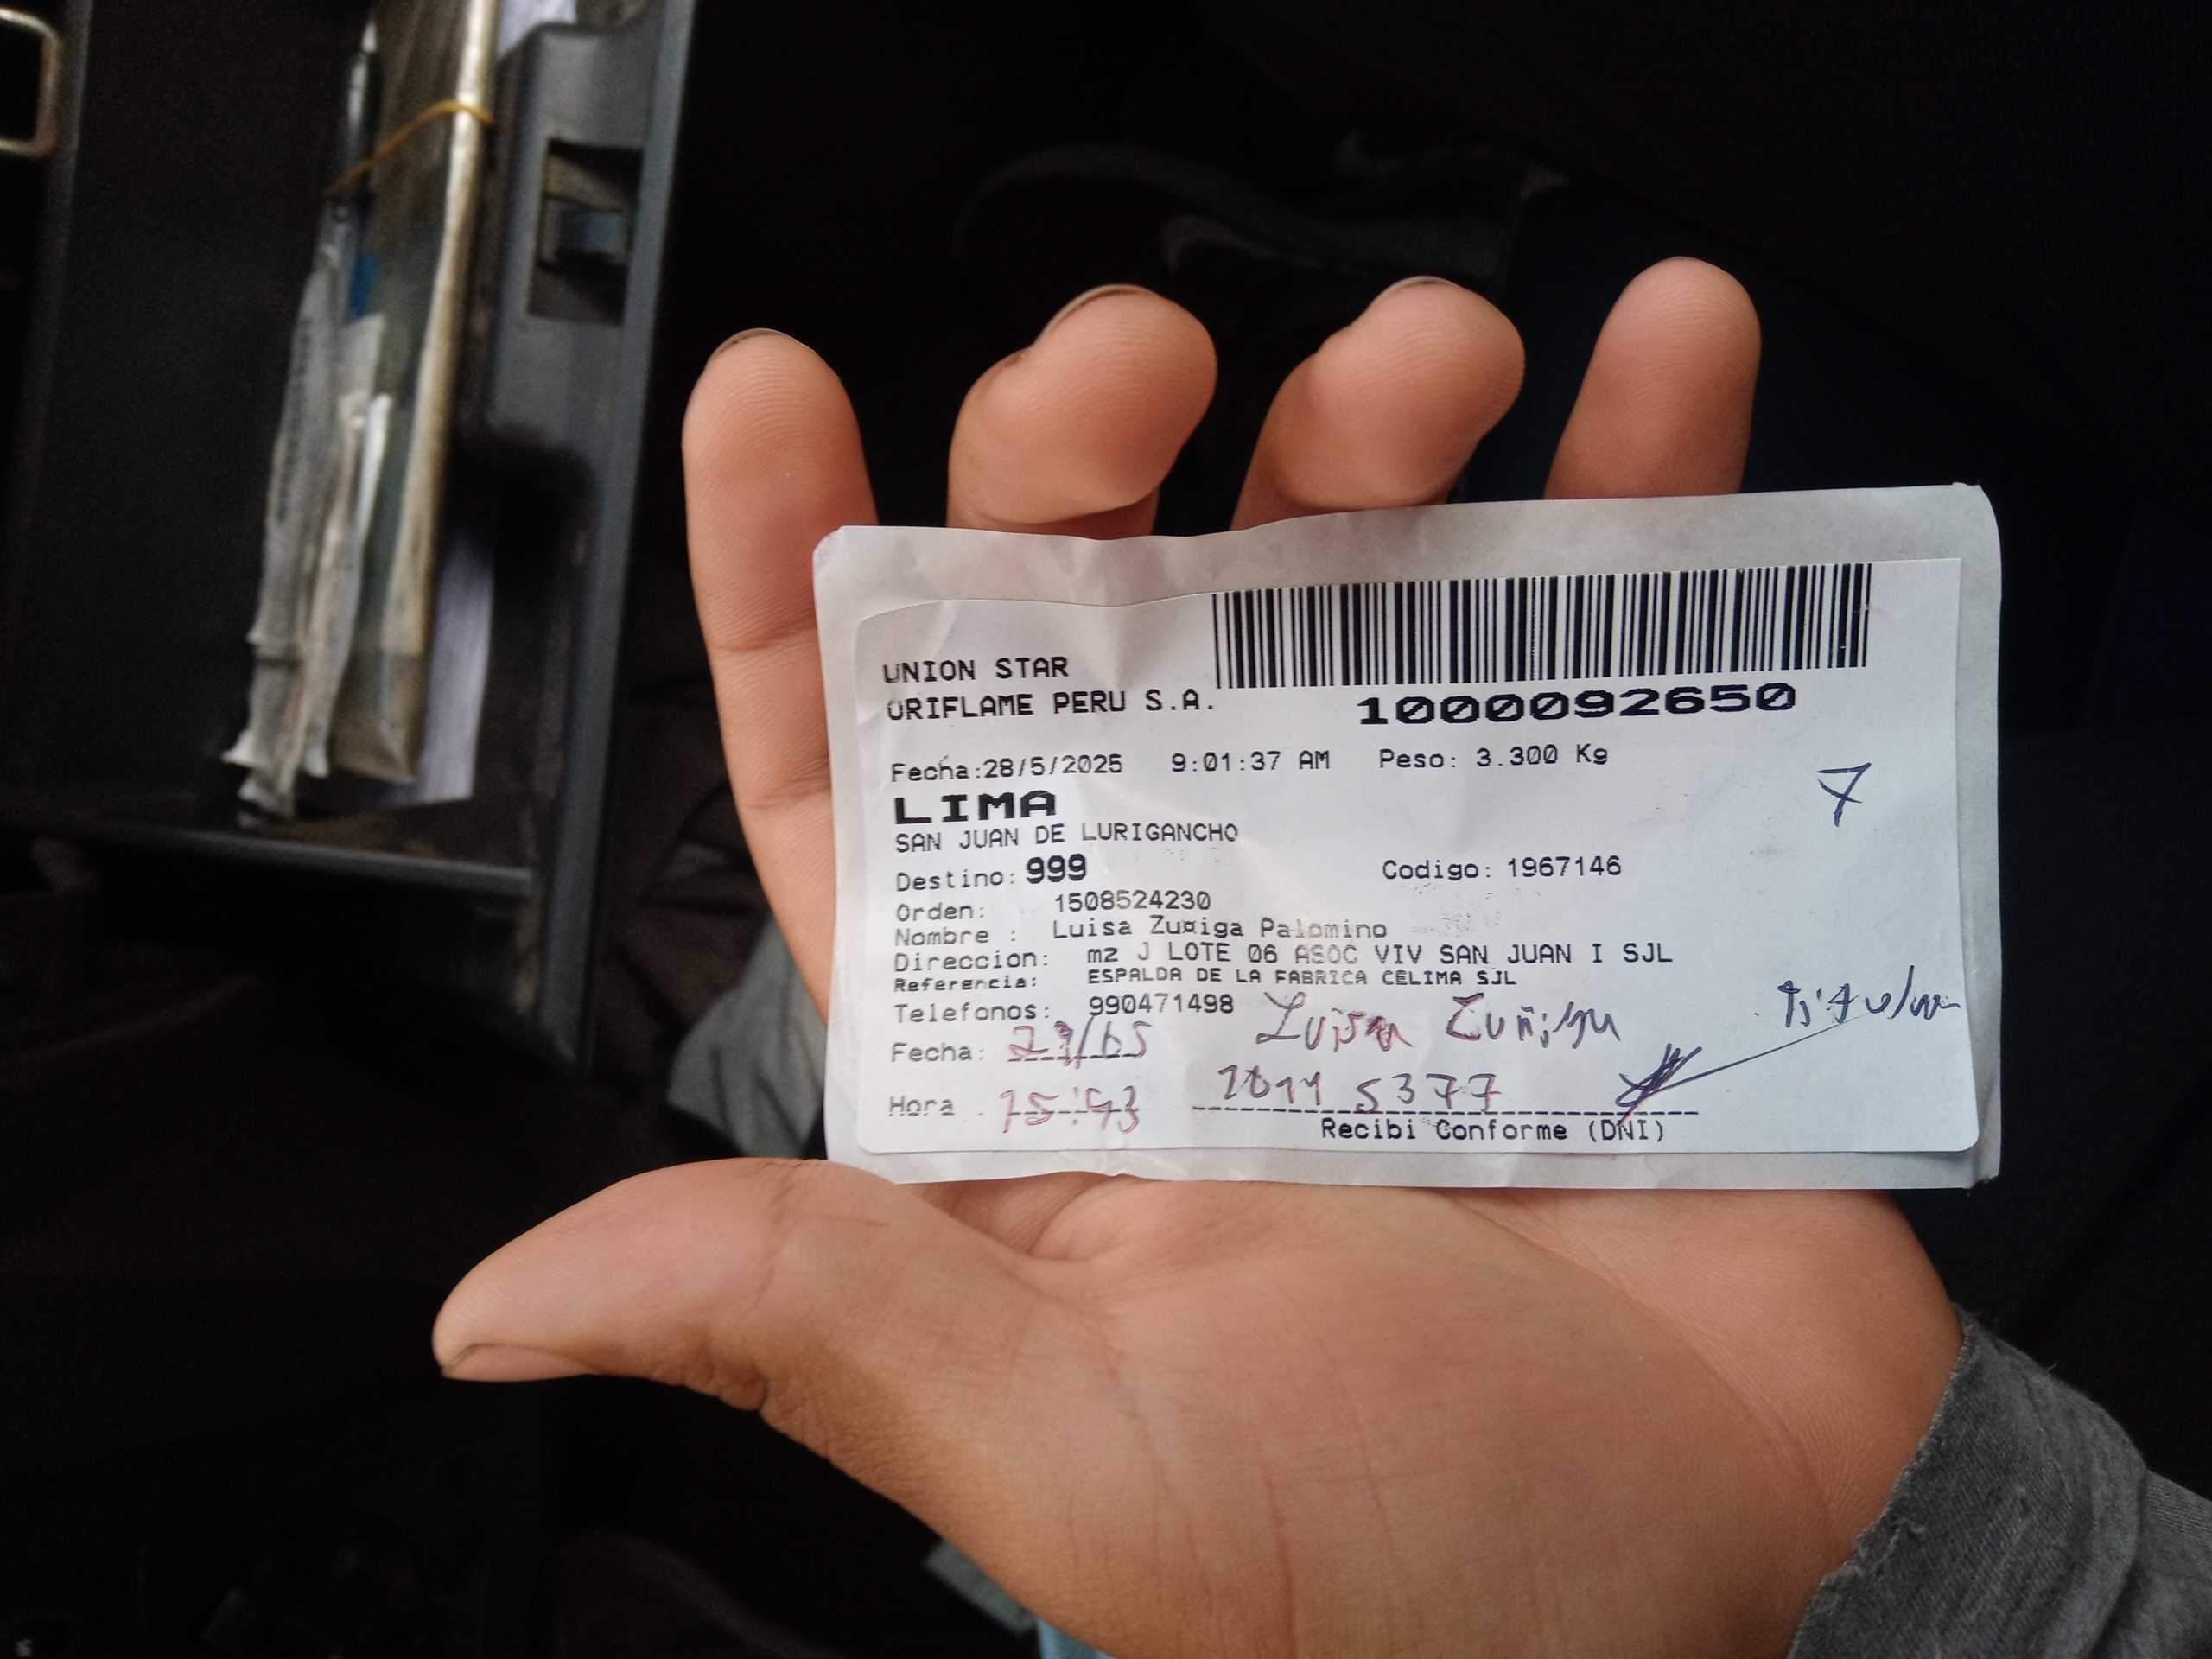 UNION STAR
ORIFLAME PERU S.A.
1000092650
Fecha:28/5/2025 9:01:37 AM Peso: 3.300 Kg
7
LIMA
SAN JUAN DE LURIGANCHO
Destino: 999 Codigo: 1967146
Orden: 1508524230
Nombre : Luisa Zuñiga Palomino
Direccion: mz J LOTE 06 ASOC VIV SAN JUAN I SJL
Referencia: ESPALDA DE LA FABRICA CELIMA SJL
Telefonos: 990471498
Luisa Zuñiga
Fecha:
Hora
Recibi Conforme (DNI)